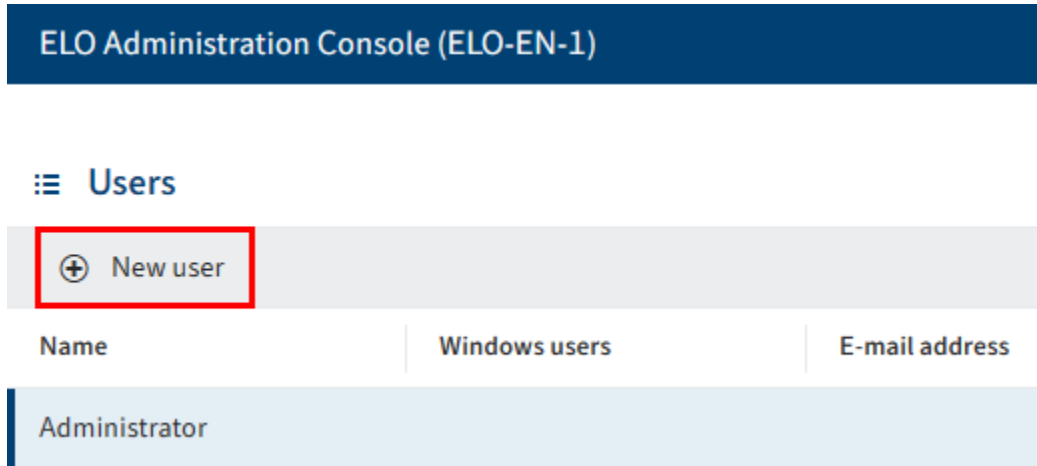 ELO Administration Console (ELO-EN-1)
Users
New user
Name Windows users E-mail address
Administrator